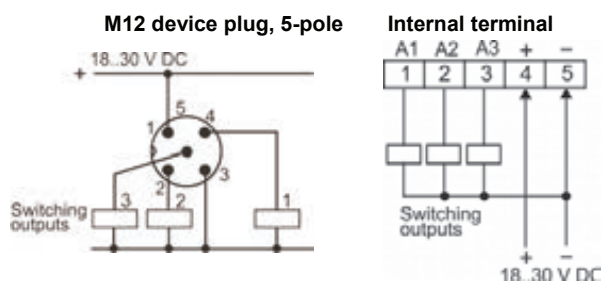 M12 device plug, 5-pole
18..30 V DC
+
5
1 4
2 3
3 2 1
Switching
outputs
Internal terminal
A1 A2 A3 + −
1 2 3 4 5
Switching
outputs
+ −
18..30 V DC